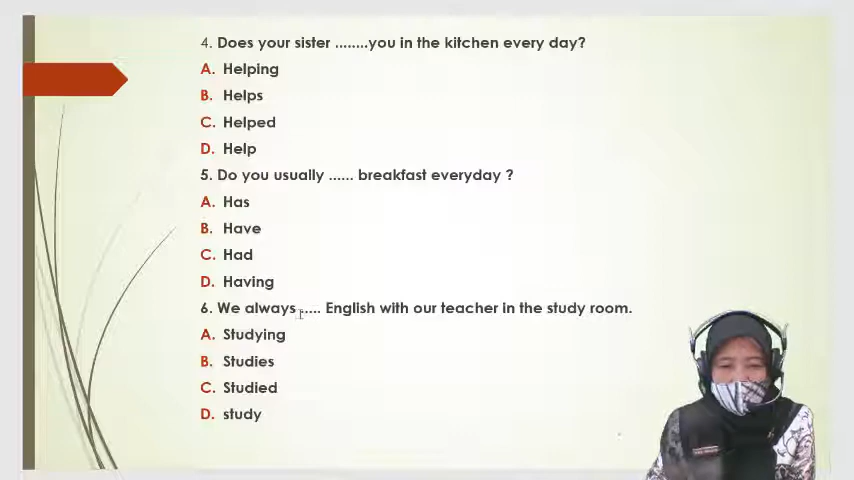 4. Does your sister ........you in the kitchen every day?
A. Helping
B. Helps
C. Helped
D. Help
5. Do you usually ...... breakfast everyday ?
A. Has
B. Have
C. Had
D. Having
6. We always ...... English with our teacher in the study room.
A. Studying
B. Studies
C. Studied
D. study